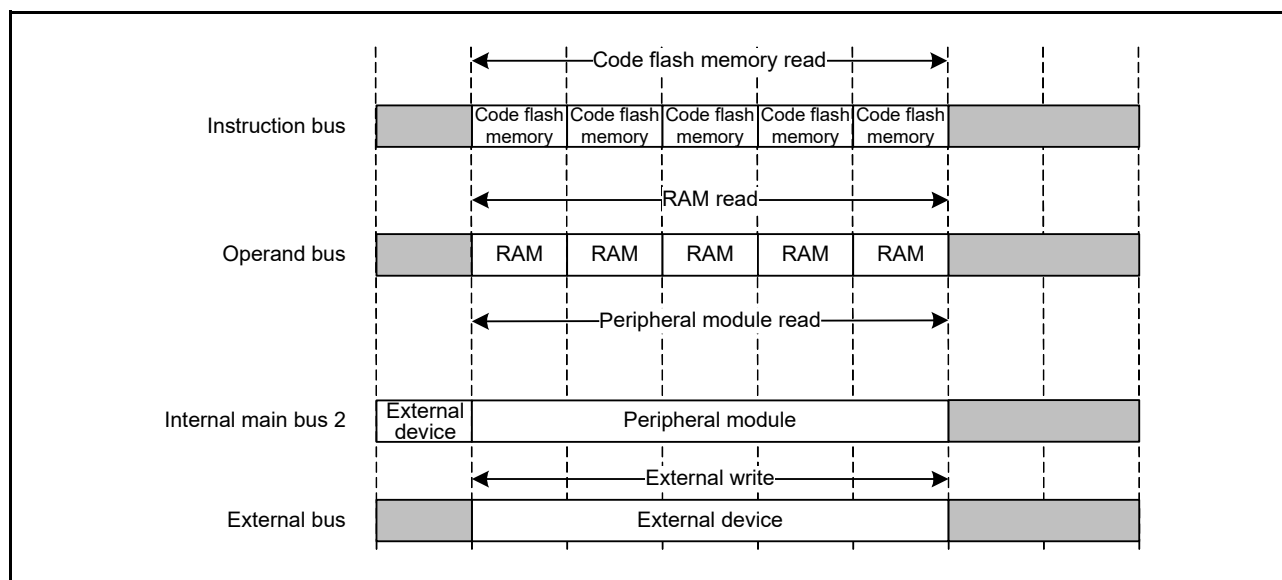 Code flash memory read
Instruction bus
Code flash memory
Code flash memory
Code flash memory
Code flash memory
Code flash memory
RAM read
Operand bus
RAM
RAM
RAM
RAM
RAM
Peripheral module read
Internal main bus 2
External device
Peripheral module
External write
External bus
External device